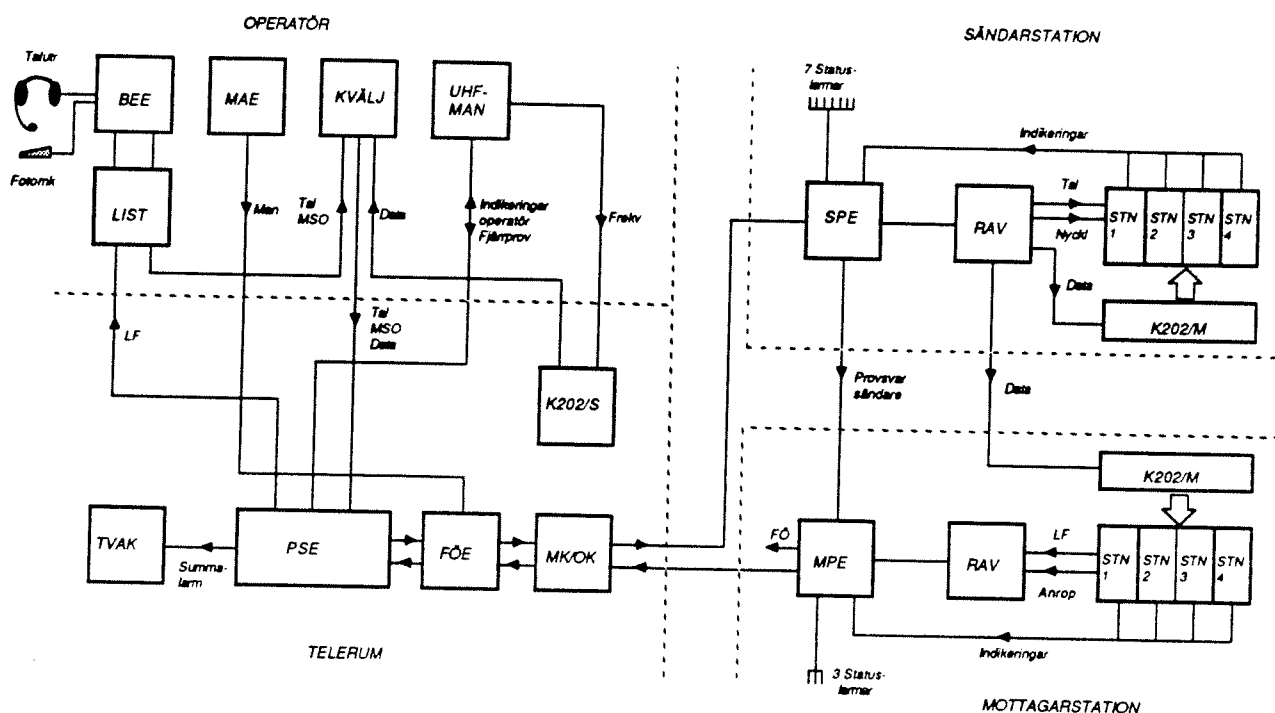 OPERATÖR
SÄNDARSTATION
Talutr
BEE
MAE
KVÄLJ
UHF-
MAN
7 Status-
larmar
Indikeringar
Fotomk
LIST
Man
Tal
MSO
Data
Indikeringar
operatör
Fjärrprov
Frekv
SPE
RAV
Tal
Nyckl
STN
1
STN
2
STN
3
STN
4
Data
K202/M
LF
Tal
MSO
Data
K202/S
Provsvar
sändare
Data
K202/M
TVAK
Summa-
larm
PSE
FÖE
MK/OK
FÖ
MPE
RAV
LF
Anrop
STN
1
STN
2
STN
3
STN
4
Indikeringar
TELERUM
3 Status-
larmar
MOTTAGARSTATION